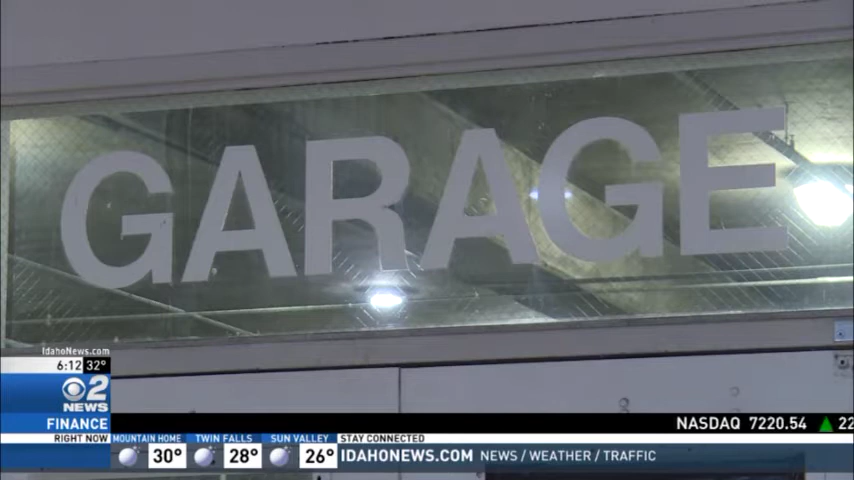 GARAGE
IdahoNews.com
6:12 32°
2
NEWS
FINANCE
NASDAQ 7220.54 22
RIGHT NOW MOUNTAIN HOME TWIN FALLS SUN VALLEY STAY CONNECTED
30° 28° 26° IDAHONEWS.COM NEWS / WEATHER / TRAFFIC